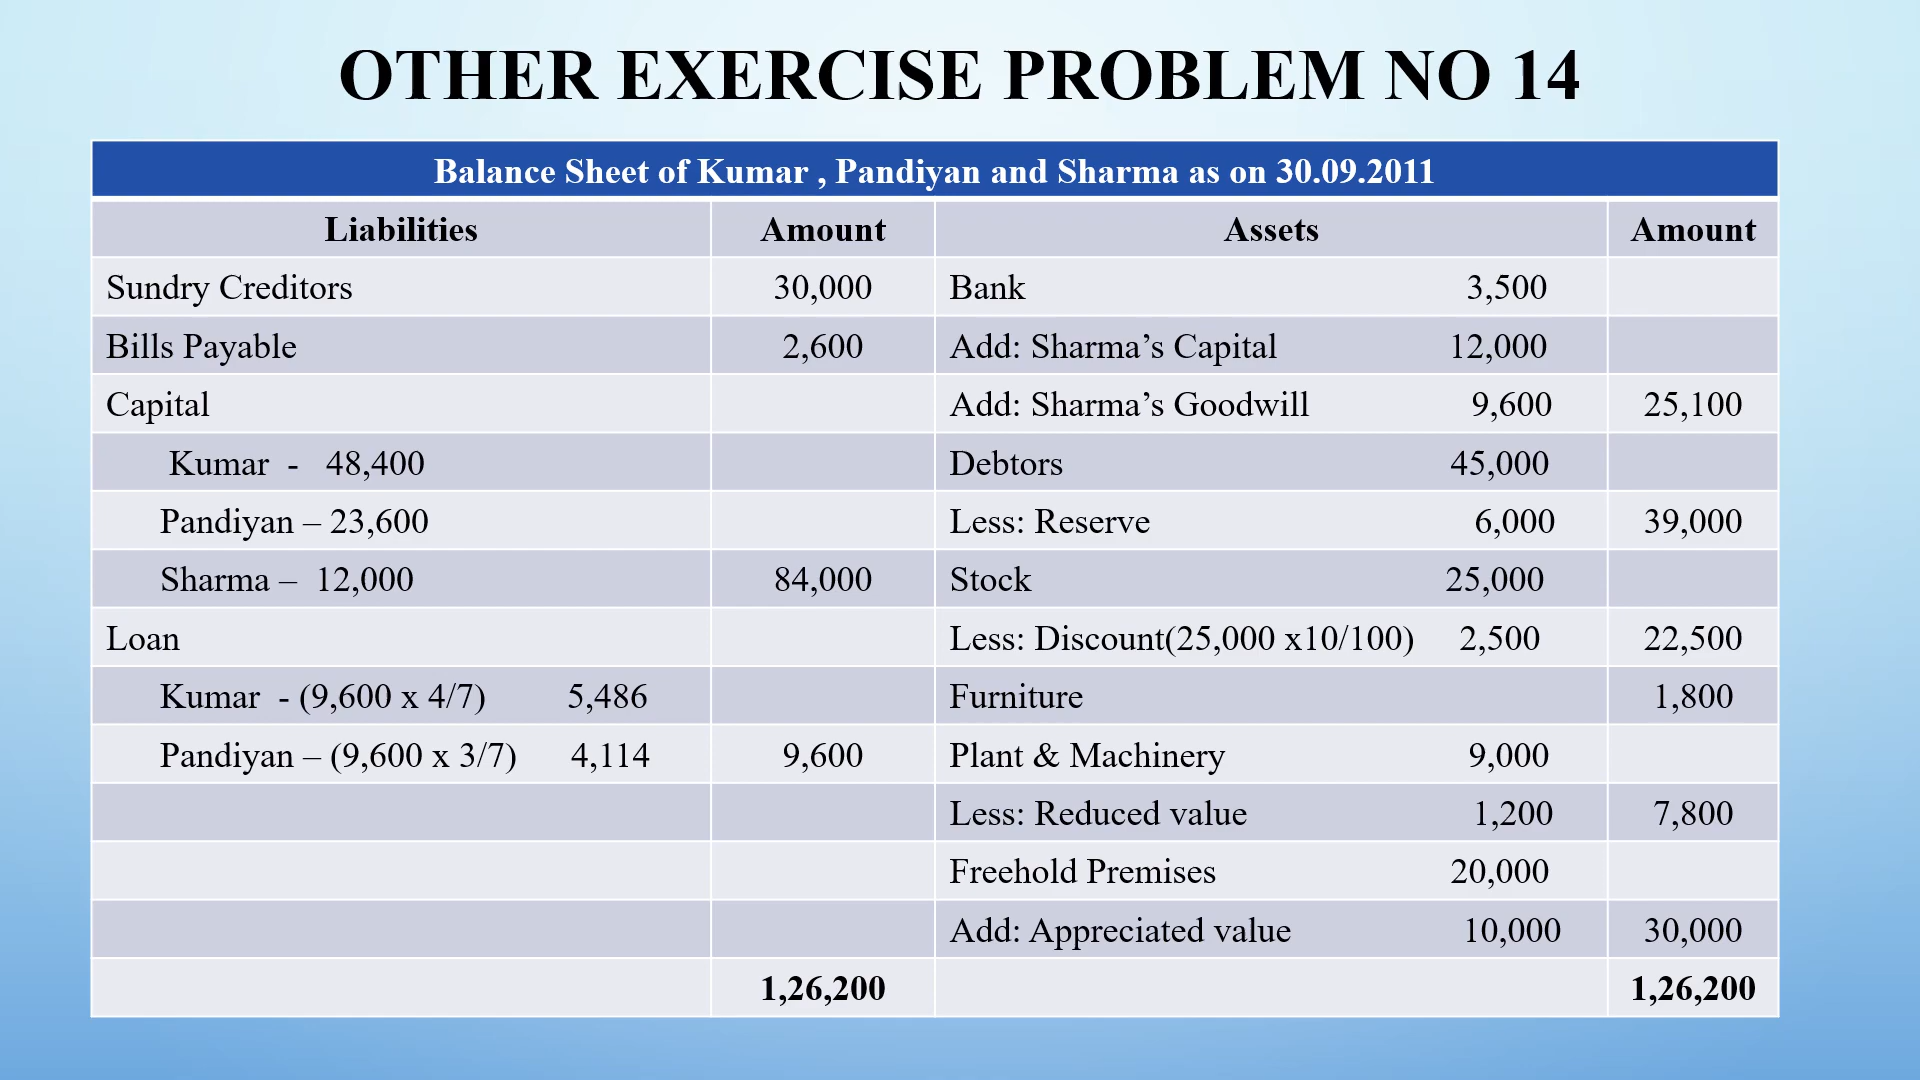 OTHER EXERCISE PROBLEM NO 14
Balance Sheet of Kumar , Pandiyan and Sharma as on 30.09.2011
Liabilities Amount Assets Amount
Sundry Creditors 30,000 Bank 3,500
Bills Payable 2,600 Add: Sharma’s Capital 12,000
Capital Add: Sharma’s Goodwill 9,600 25,100
Kumar - 48,400 Debtors 45,000
Pandiyan – 23,600 Less: Reserve 6,000 39,000
Sharma – 12,000 84,000 Stock 25,000
Loan Less: Discount(25,000 x10/100) 2,500 22,500
Kumar - (9,600 x 4/7) 5,486 Furniture 1,800
Pandiyan – (9,600 x 3/7) 4,114 9,600 Plant & Machinery 9,000
Less: Reduced value 1,200 7,800
Freehold Premises 20,000
Add: Appreciated value 10,000 30,000
1,26,200 1,26,200